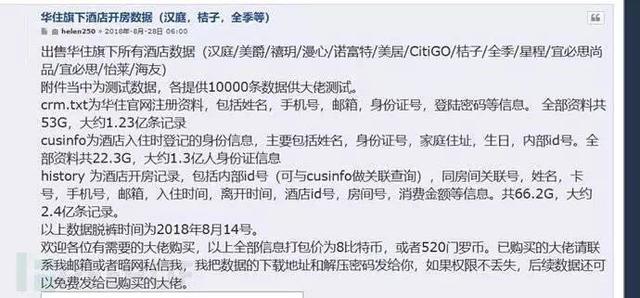 华住旗下酒店开房数据（汉庭，桔子，全季等）
由 helen250 » 2018-8月-28日 06:00
出售华住旗下所有酒店数据（汉庭/美爵/禧玥/漫心/诺富特/美居/CitiGO/桔子/全季/星程/宜必思尚
品/宜必思/怡莱/海友）
附件当中为测试数据，各提供10000条数据供大佬测试。
crm.txt为华住官网注册资料，包括姓名，手机号，邮箱，身份证号，登陆密码等信息。 全部资料共
53G，大约1.23亿条记录
cusinfo为酒店入住时登记的身份信息，主要包括姓名，身份证号，家庭住址，生日，内部id号。全
部资料共22.3G，大约1.3亿人身份证信息
history 为酒店开房记录，包括内部id号（可与cusinfo做关联查询），同房间关联号，姓名，卡
号，手机号，邮箱，入住时间，离开时间，酒店id号，房间号，消费金额等信息。共66.2G，大约
2.4亿条记录。
以上数据脱裤时间为2018年8月14号。
欢迎各位有需要的大佬购买，以上全部信息打包价为8比特币，或者520门罗币。已购买的大佬请联
系我邮箱或者暗网私信我，我把数据的下载地址和解压密码发给你，如果权限不丢失，后续数据还可
以免费发给已购买的大佬。